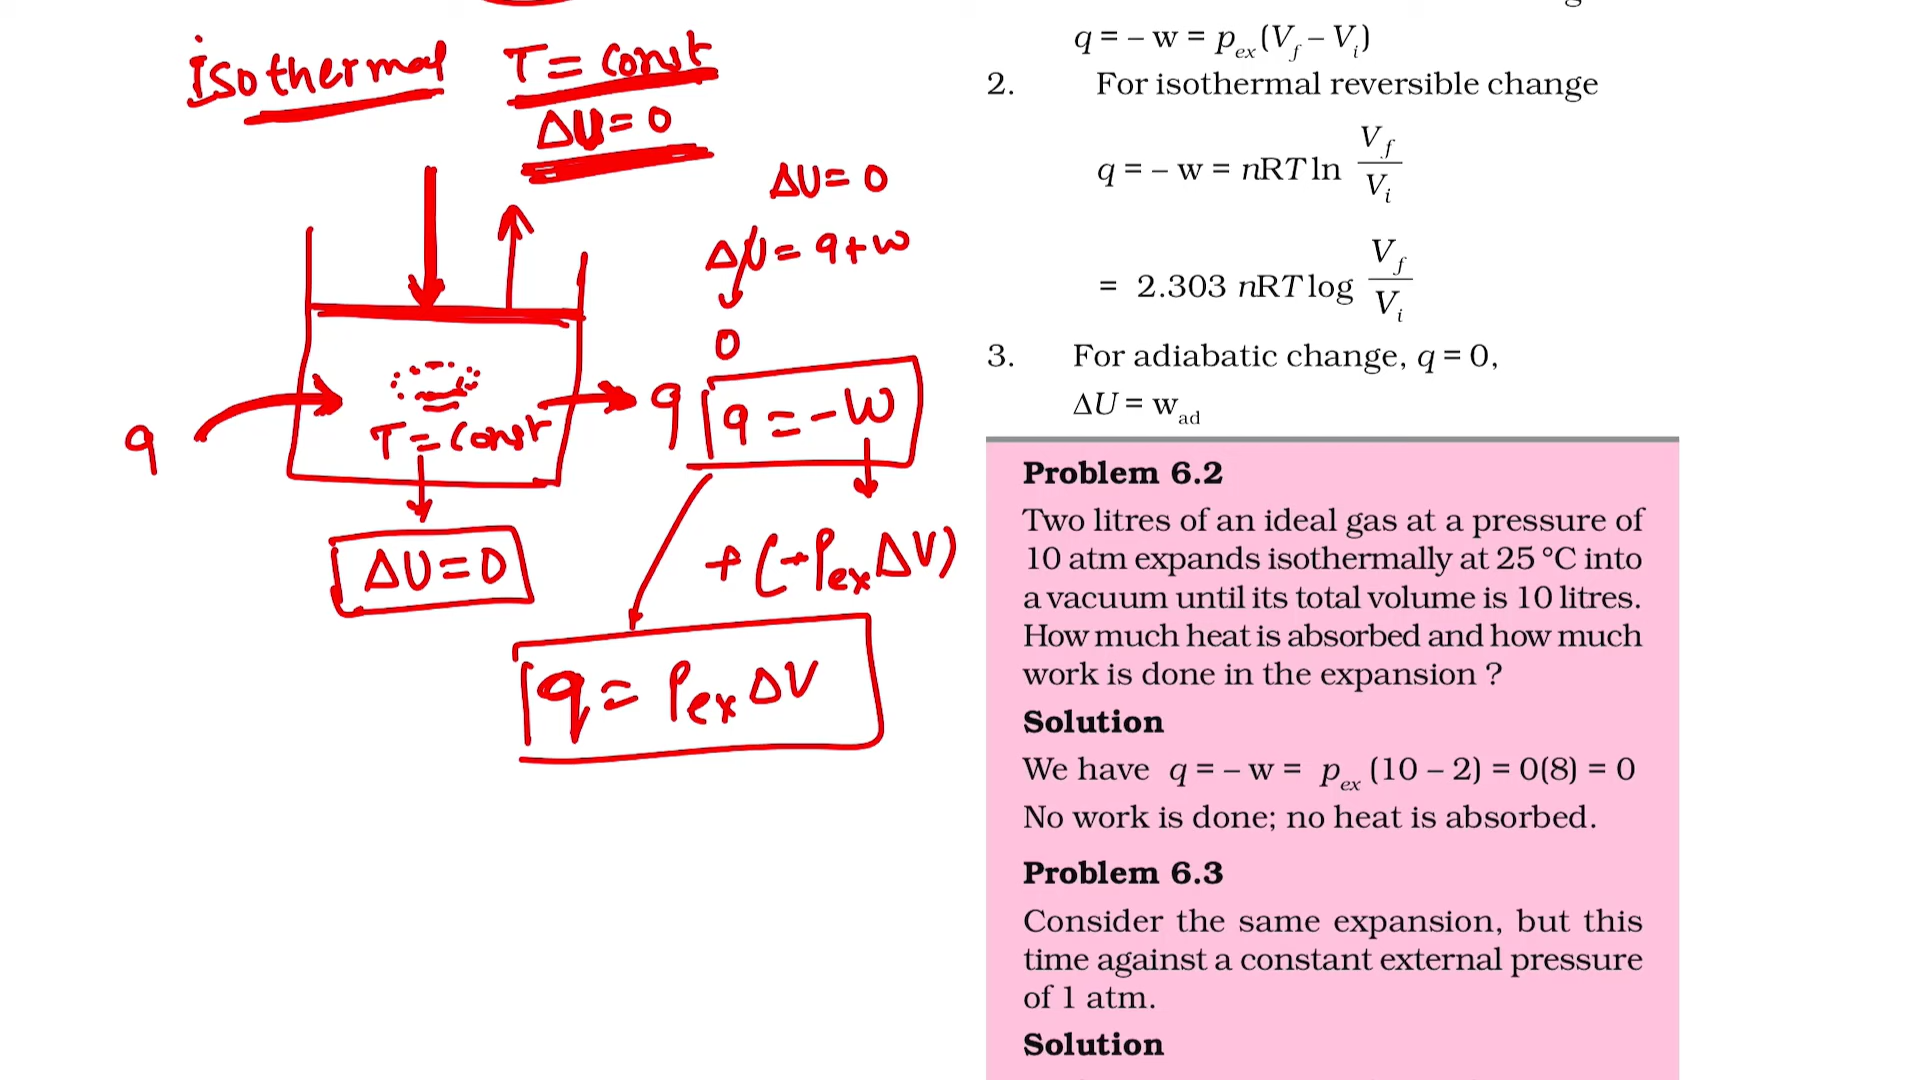 isothermal T = const
ΔU = 0
ΔU = 0
ΔU = q + w
0
q
T = const
q
q = - W
ΔU = 0
+ (+ Pex ΔV)
q = Pex ΔV
q = – w = pex (Vf – Vi)
2. For isothermal reversible change
q = – w = nRT ln Vf / Vi
= 2.303 nRT log Vf / Vi
3. For adiabatic change, q = 0,
ΔU = wad
Problem 6.2
Two litres of an ideal gas at a pressure of
10 atm expands isothermally at 25 °C into
a vacuum until its total volume is 10 litres.
How much heat is absorbed and how much
work is done in the expansion ?
Solution
We have q = – w = pex (10 – 2) = 0(8) = 0
No work is done; no heat is absorbed.
Problem 6.3
Consider the same expansion, but this
time against a constant external pressure
of 1 atm.
Solution